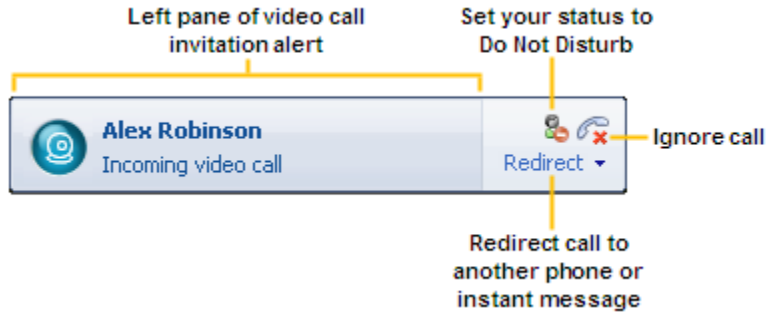 Left pane of video call
invitation alert
Set your status to
Do Not Disturb
Alex Robinson
Incoming video call
Redirect
Ignore call
Redirect call to
another phone or
instant message